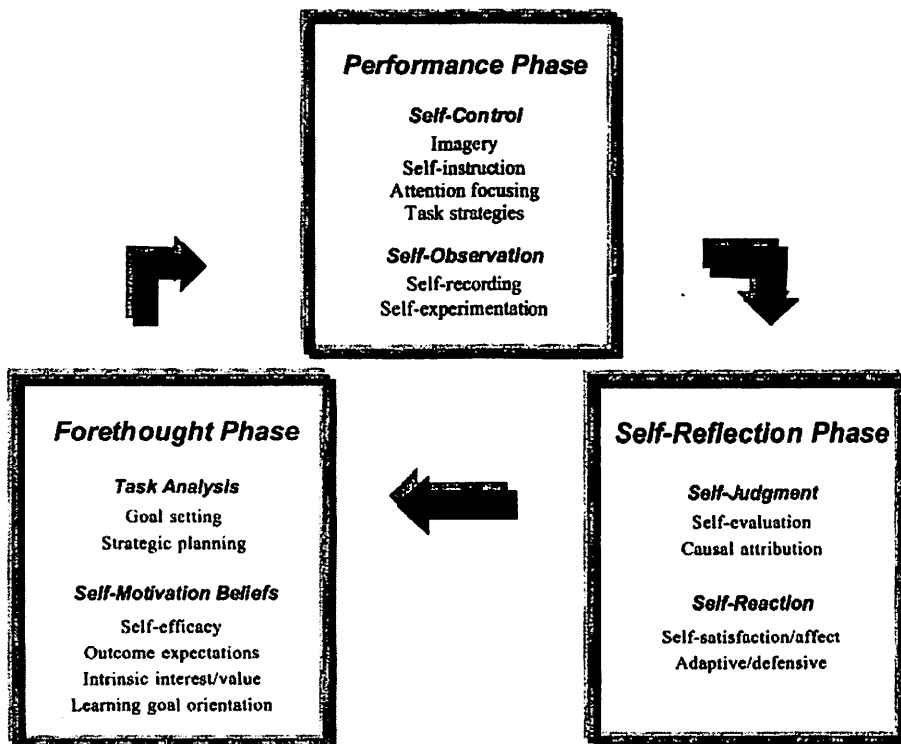 Performance Phase
Self-Control
Imagery
Self-instruction
Attention focusing
Task strategies
Self-Observation
Self-recording
Self-experimentation
Forethought Phase
Task Analysis
Goal setting
Strategic planning
Self-Motivation Beliefs
Self-efficacy
Outcome expectations
Intrinsic interest/value
Learning goal orientation
Self-Reflection Phase
Self-Judgment
Self-evaluation
Causal attribution
Self-Reaction
Self-satisfaction/affect
Adaptive/defensive